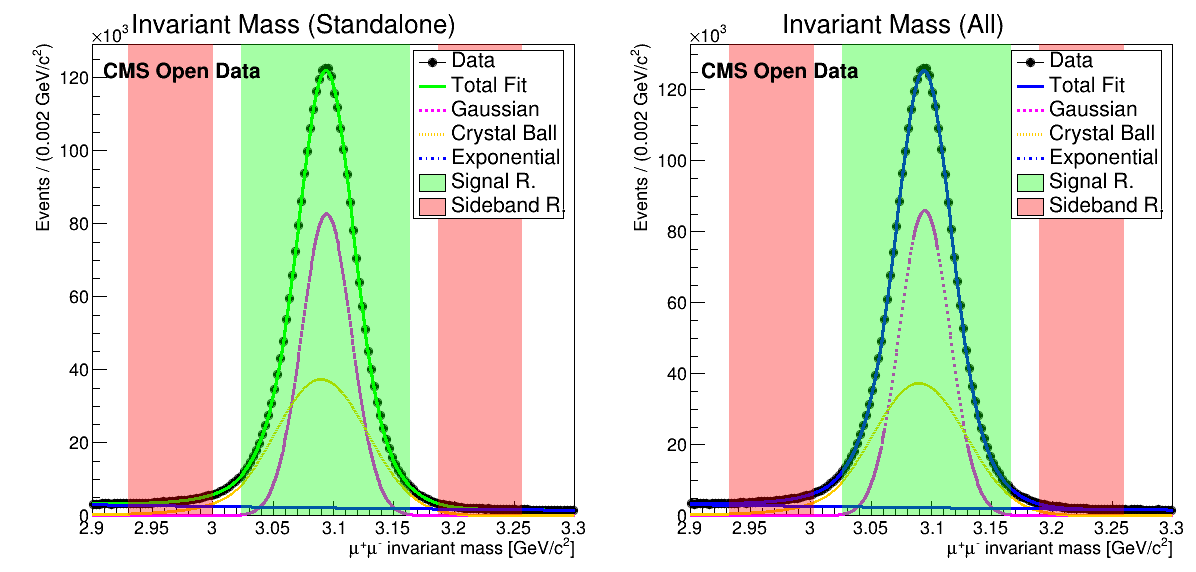 Invariant Mass (Standalone)
×10³
Events / (0.002 GeV/c²)
CMS Open Data
Data
Total Fit
Gaussian
Crystal Ball
Exponential
Signal R.
Sideband R.
120
100
80
60
40
20
0
2.9 2.95 3 3.05 3.1 3.15 3.2 3.25 3.3
μ⁺μ⁻ invariant mass [GeV/c²]
Invariant Mass (All)
×10³
Events / (0.002 GeV/c²)
CMS Open Data
Data
Total Fit
Gaussian
Crystal Ball
Exponential
Signal R.
Sideband R.
120
100
80
60
40
20
0
2.9 2.95 3 3.05 3.1 3.15 3.2 3.25 3.3
μ⁺μ⁻ invariant mass [GeV/c²]